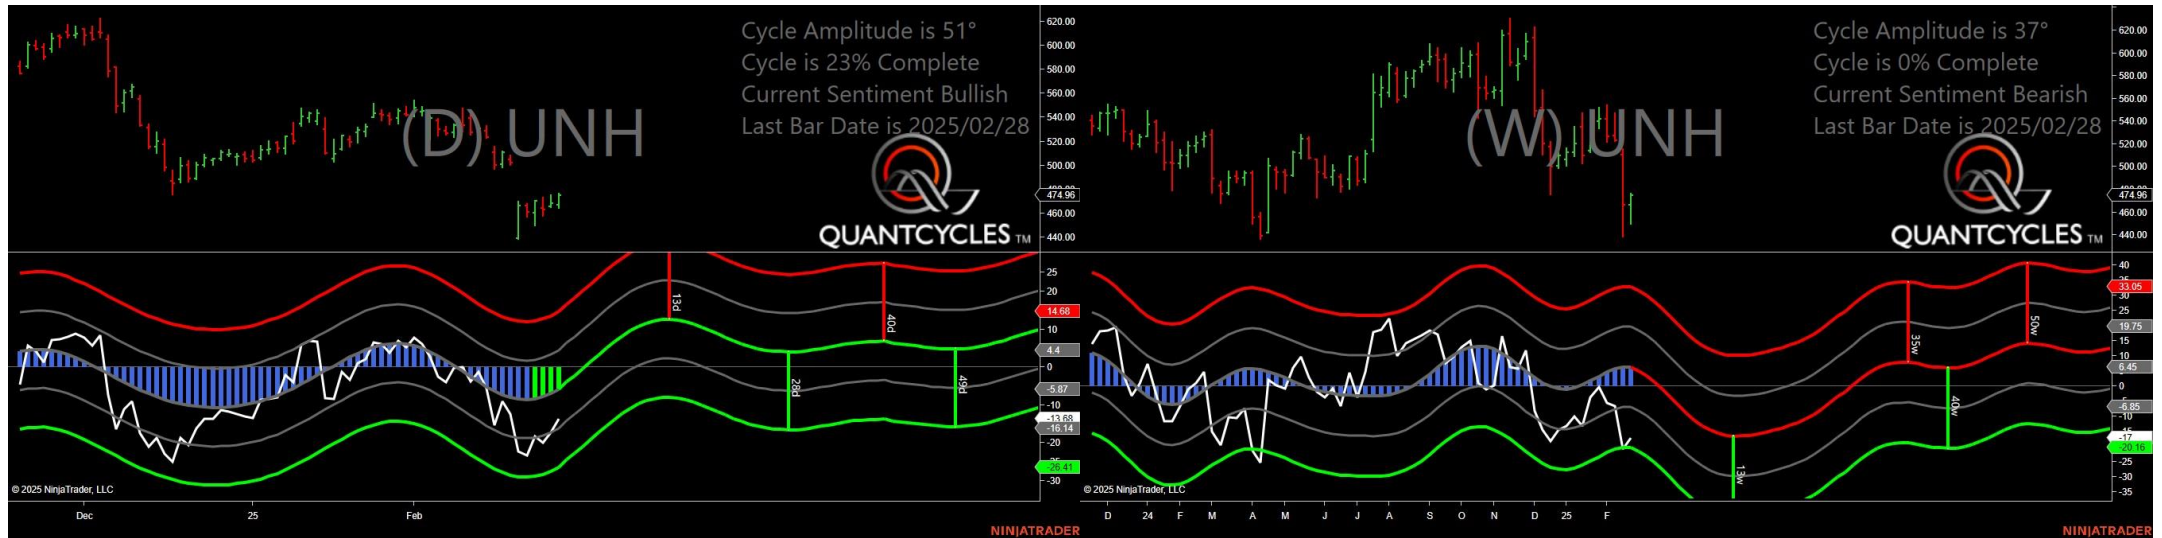 Cycle Amplitude is 51°
Cycle is 23% Complete
Current Sentiment Bullish
Last Bar Date is 2025/02/28
(D) UNH
QUANTCYCLES TM
620.00
600.00
580.00
560.00
540.00
520.00
500.00
474.96
460.00
440.00
13d
40d
28d
49d
25
20
14.68
10
4.4
0
-5.87
-10
-13.68
-16.14
-20
-26.41
-30
© 2025 NinjaTrader, LLC
Dec
25
Feb
NINJATRADER
Cycle Amplitude is 37°
Cycle is 0% Complete
Current Sentiment Bearish
Last Bar Date is 2025/02/28
(W) UNH
QUANTCYCLES TM
620.00
600.00
580.00
560.00
540.00
520.00
500.00
474.96
460.00
440.00
35w
50w
40w
13w
40
33.05
30
25
19.75
15
10
6.45
0
-6.85
-10
-17
-20.16
-25
-30
-35
© 2025 NinjaTrader, LLC
D
24
F
M
A
M
J
J
A
S
O
N
D
25
F
NINJATRADER